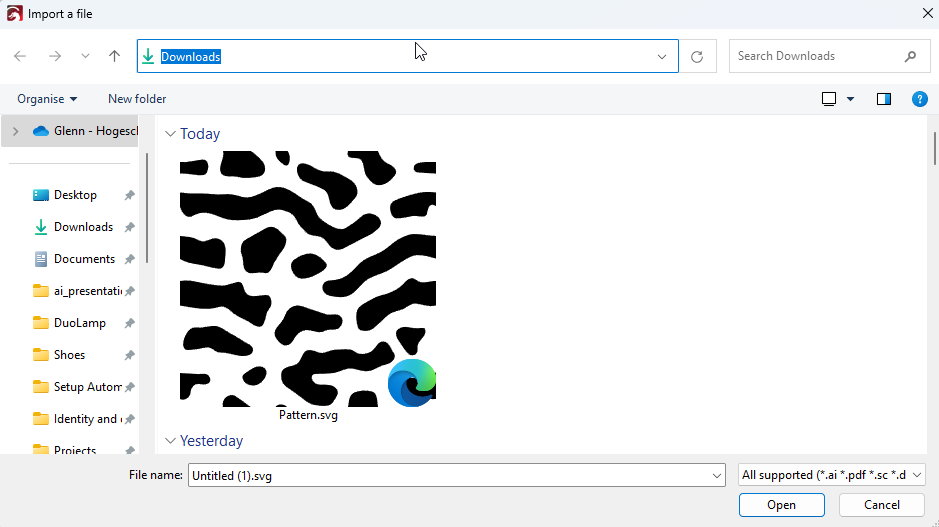 Import a file
Downloads
Search Downloads
Organise
New folder
?
Glenn - Hogescl
Today
Desktop
Downloads
Documents
ai_presentati
DuoLamp
Shoes
Setup Autom
Identity and
Projects
Pattern.svg
Yesterday
File name: Untitled (1).svg
All supported (*.ai *.pdf *.sc *.d
Open
Cancel